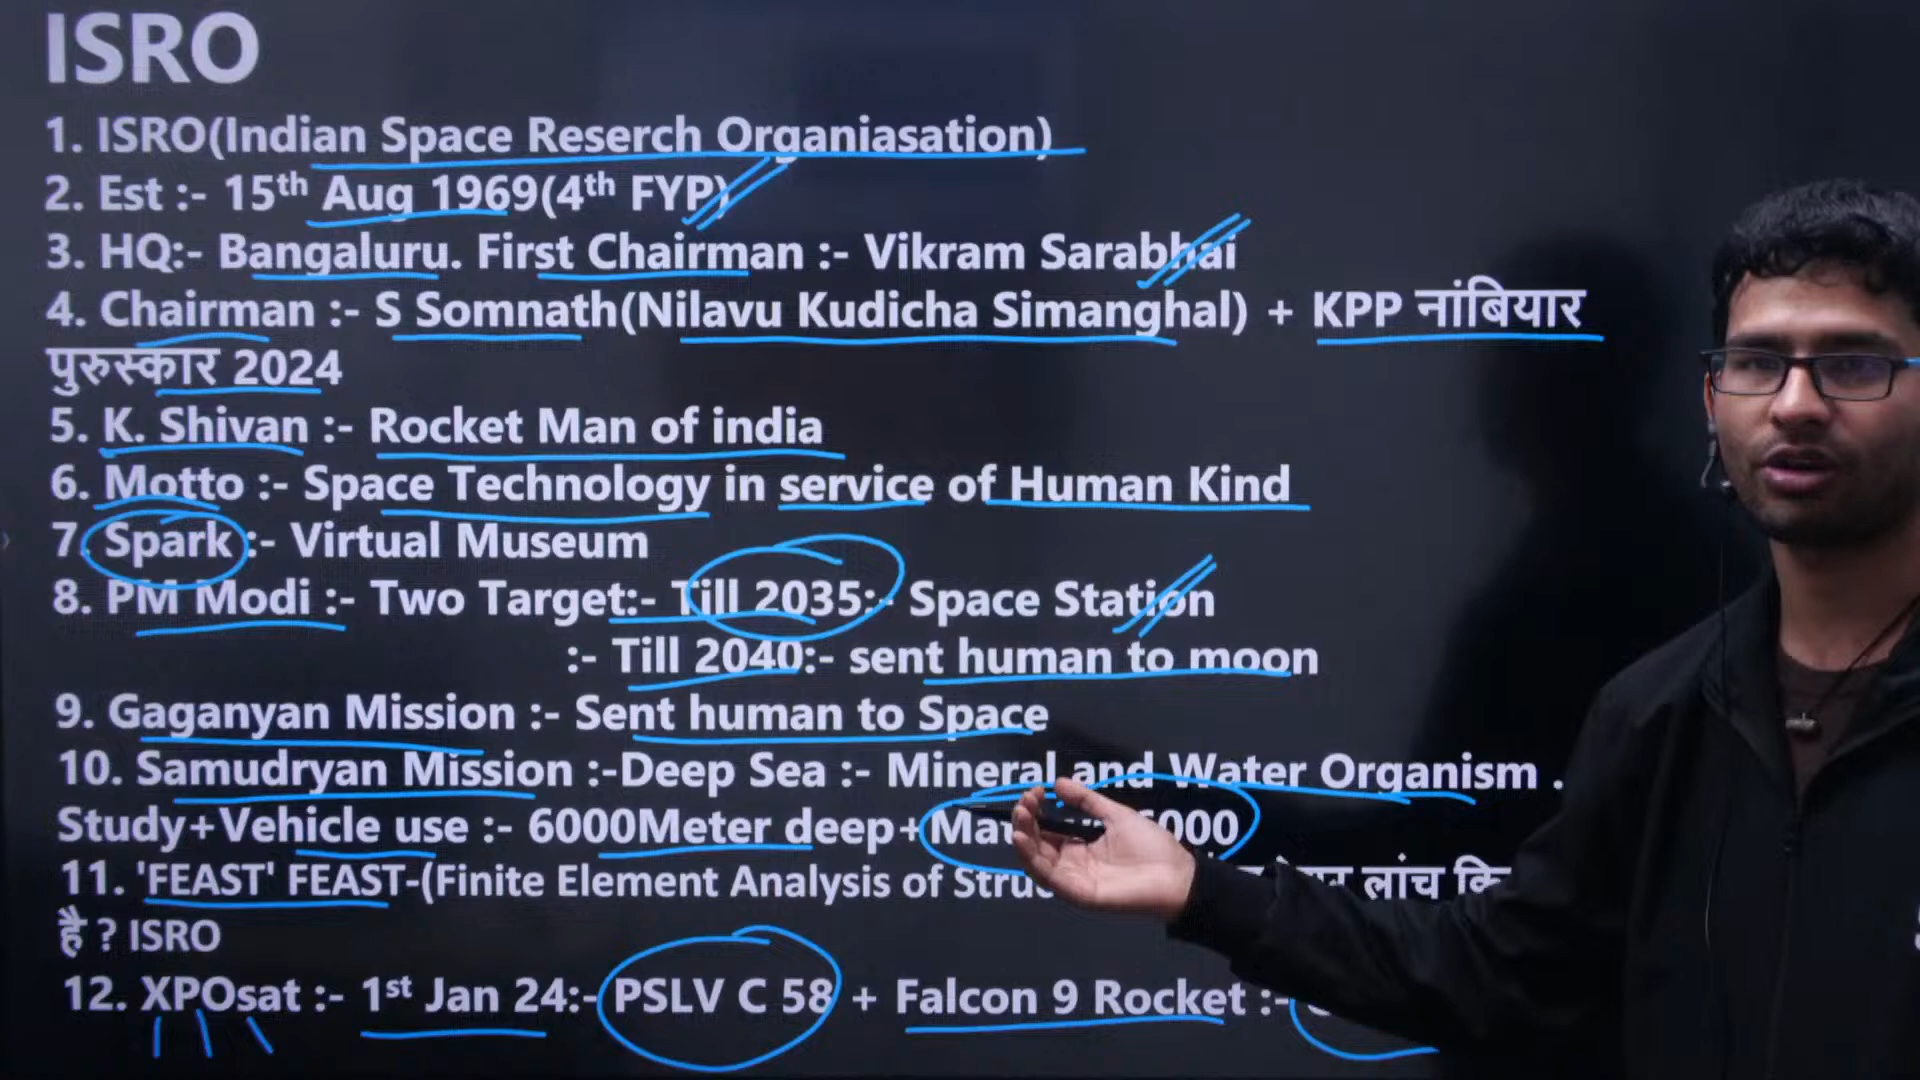 ISRO
1. ISRO(Indian Space Reserch Organiasation)
2. Est :- 15th Aug 1969(4th FYP)
3. HQ:- Bangaluru. First Chairman :- Vikram Sarabhai
4. Chairman :- S Somnath(Nilavu Kudicha Simanghal) + KPP नांबियार
पुरुस्कार 2024
5. K. Shivan :- Rocket Man of india
6. Motto :- Space Technology in service of Human Kind
7. Spark :- Virtual Museum
8. PM Modi :- Two Target:- Till 2035:- Space Station
:- Till 2040:- sent human to moon
9. Gaganyan Mission :- Sent human to Space
10. Samudryan Mission :-Deep Sea :- Mineral and Water Organism .
Study+Vehicle use :- 6000Meter deep+ 6000
11. 'FEAST' FEAST-(Finite Element Analysis of लांच
है ? ISRO
12. XPOsat :- 1st Jan 24:- PSLV C 58 + Falcon 9 Rocket :-